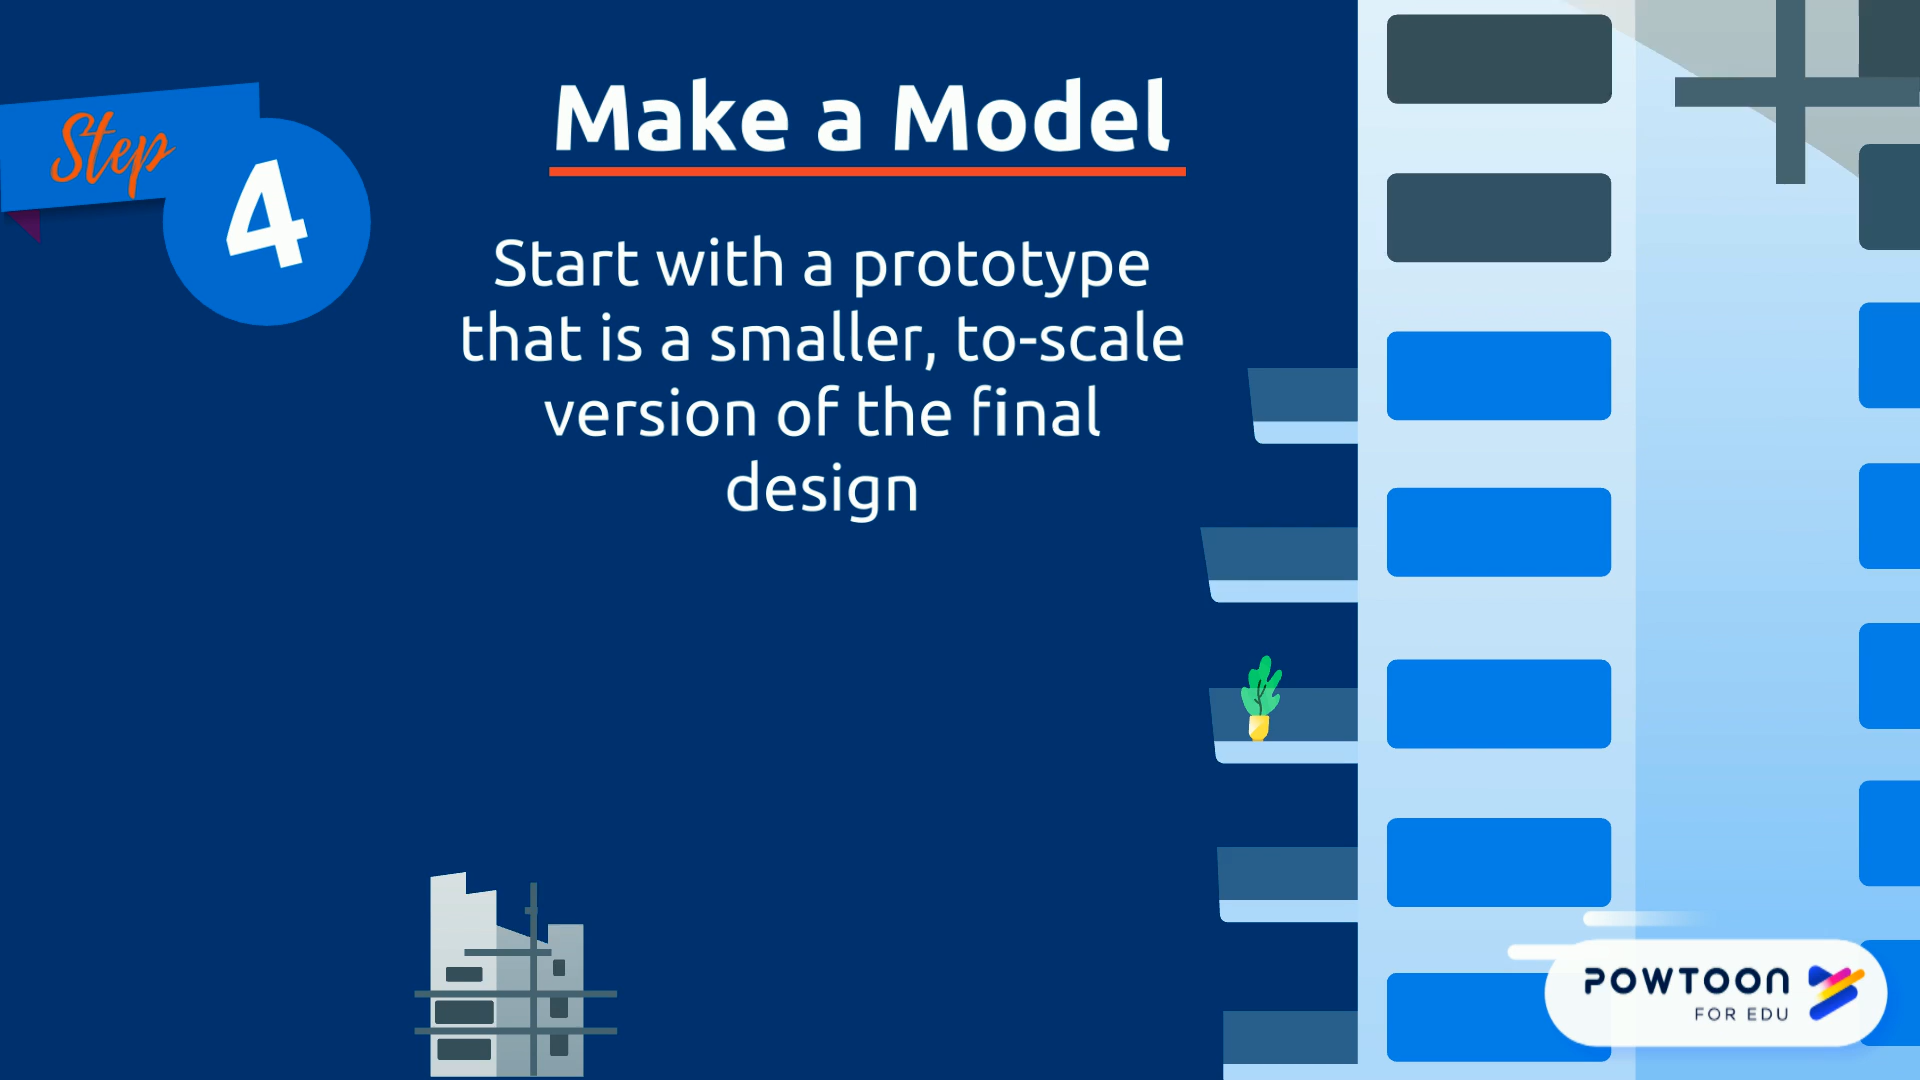 Step
4
Make a Model
Start with a prototype
that is a smaller, to-scale
version of the final
design
POWTOON
FOR EDU